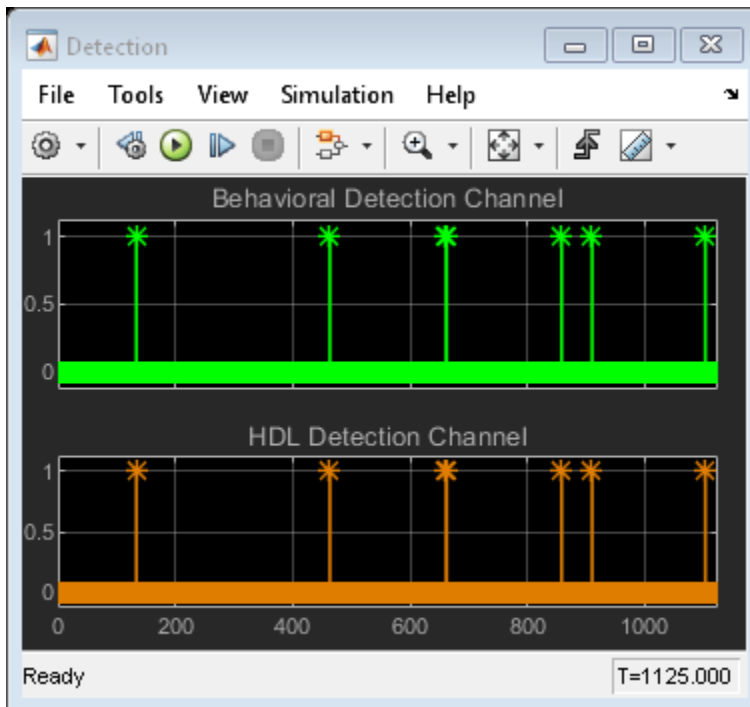 Detection
File Tools View Simulation Help
Behavioral Detection Channel
1
0.5
0
HDL Detection Channel
1
0.5
0
0 200 400 600 800 1000
Ready T=1125.000